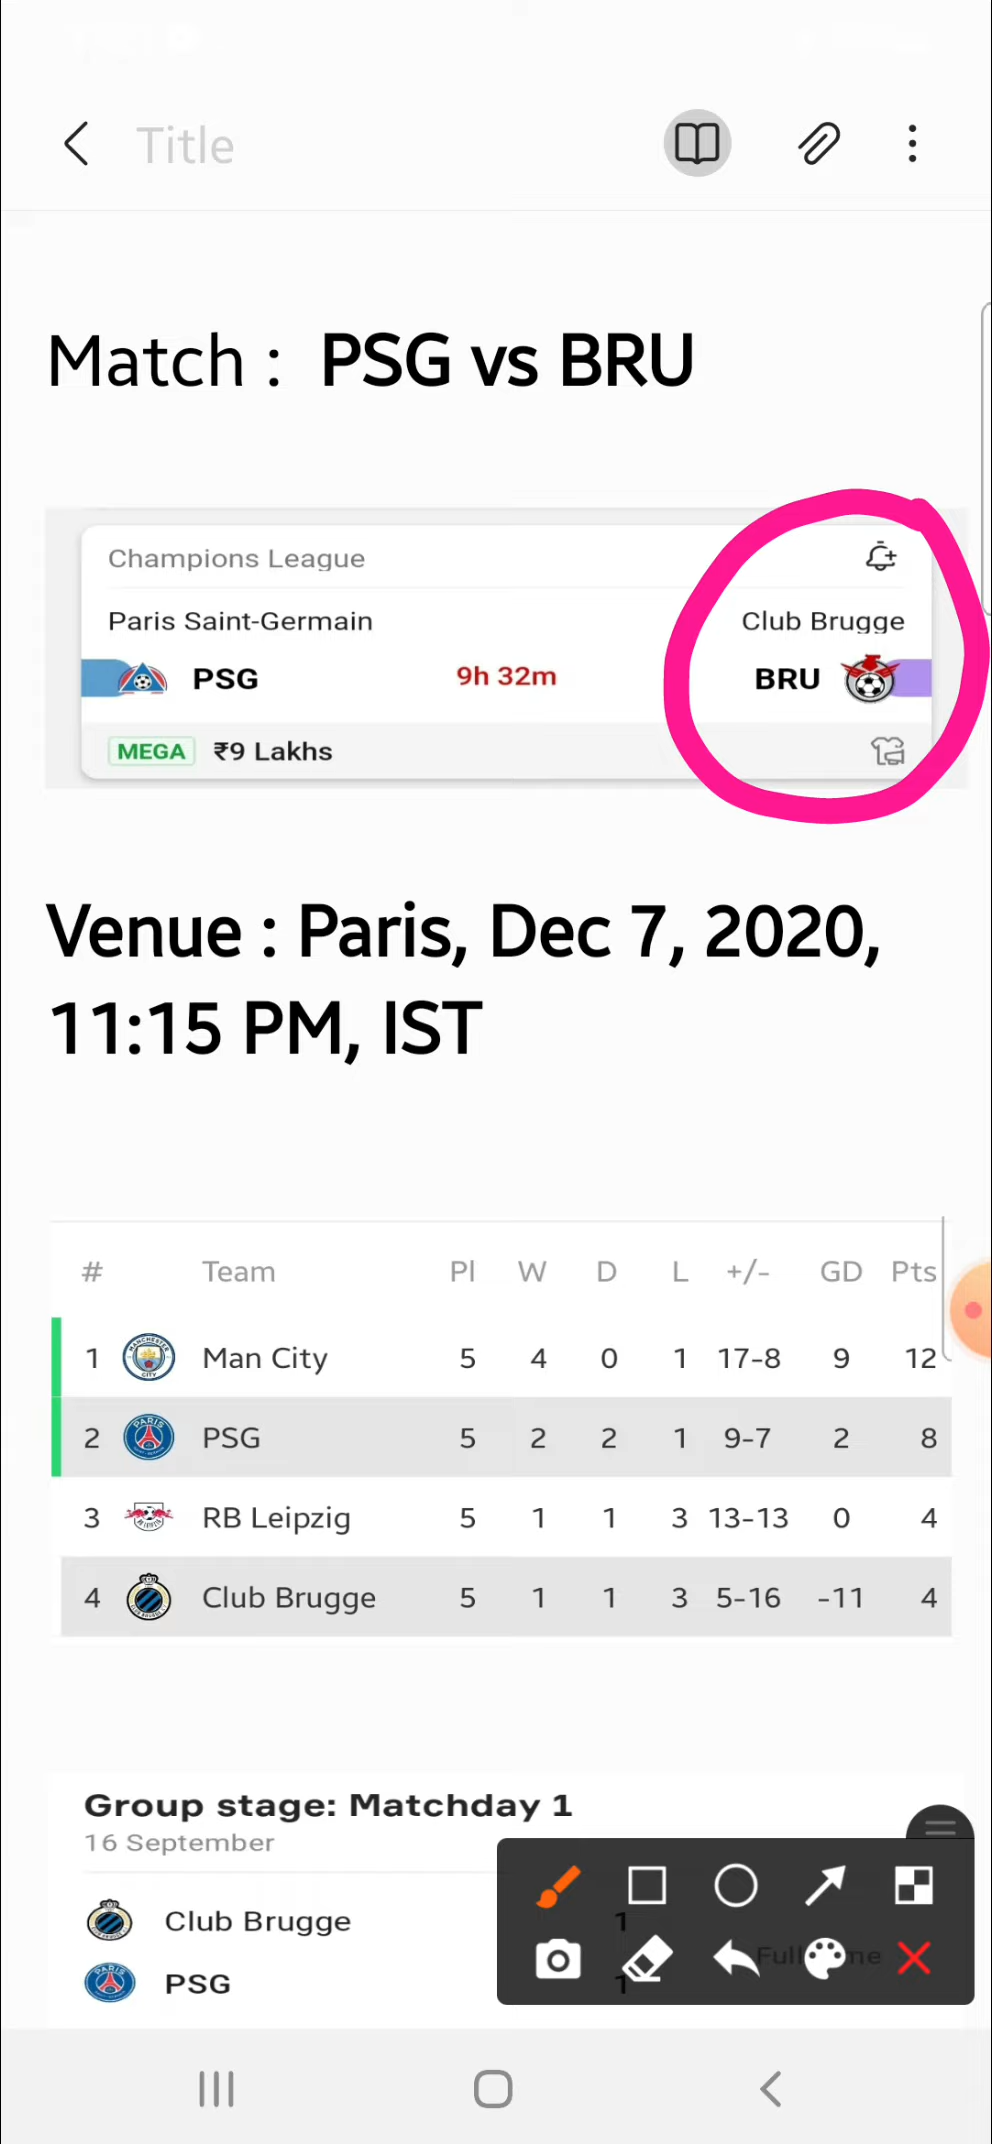 Title
Match : PSG vs BRU
Champions League
Paris Saint-Germain Club Brugge
PSG 9h 32m BRU
MEGA ₹9 Lakhs
Venue : Paris, Dec 7, 2020,
11:15 PM, IST
# Team Pl W D L +/- GD Pts
1 Man City 5 4 0 1 17-8 9 12
2 PSG 5 2 2 1 9-7 2 8
3 RB Leipzig 5 1 1 3 13-13 0 4
4 Club Brugge 5 1 1 3 5-16 -11 4
Group stage: Matchday 1
16 September
Club Brugge 1
PSG 1